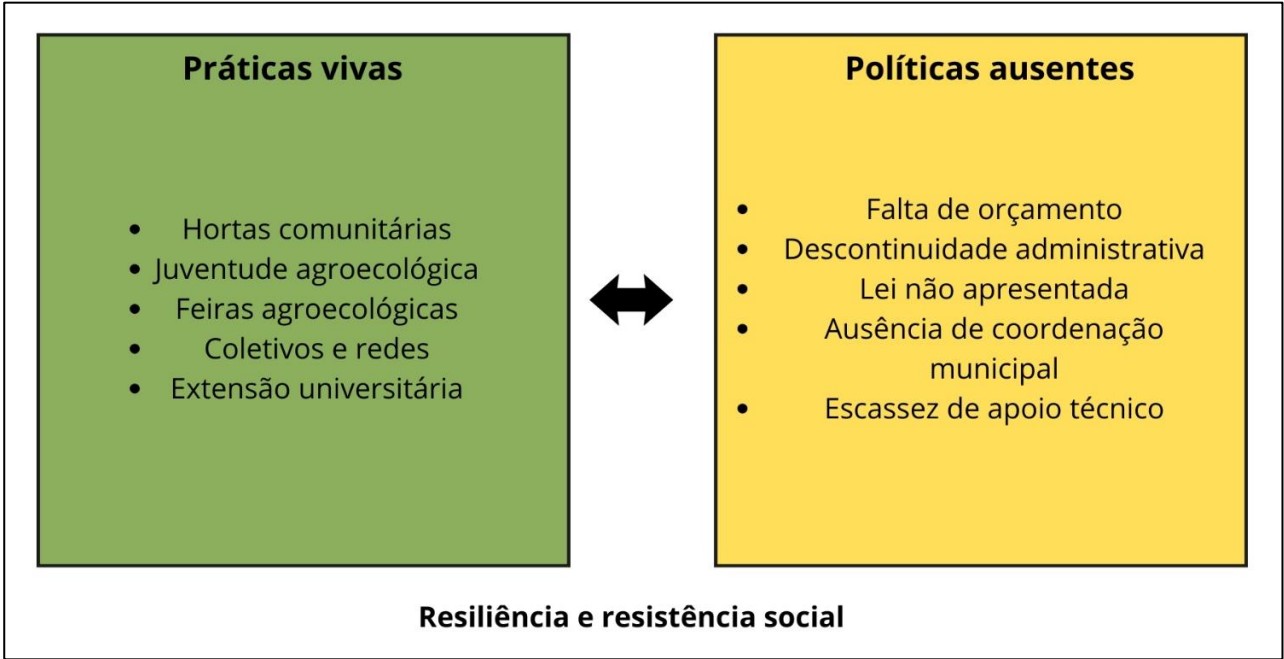 Práticas vivas
• Hortas comunitárias
• Juventude agroecológica
• Feiras agroecológicas
• Coletivos e redes
• Extensão universitária
Políticas ausentes
• Falta de orçamento
• Descontinuidade administrativa
• Lei não apresentada
• Ausência de coordenação
municipal
• Escassez de apoio técnico
Resiliência e resistência social